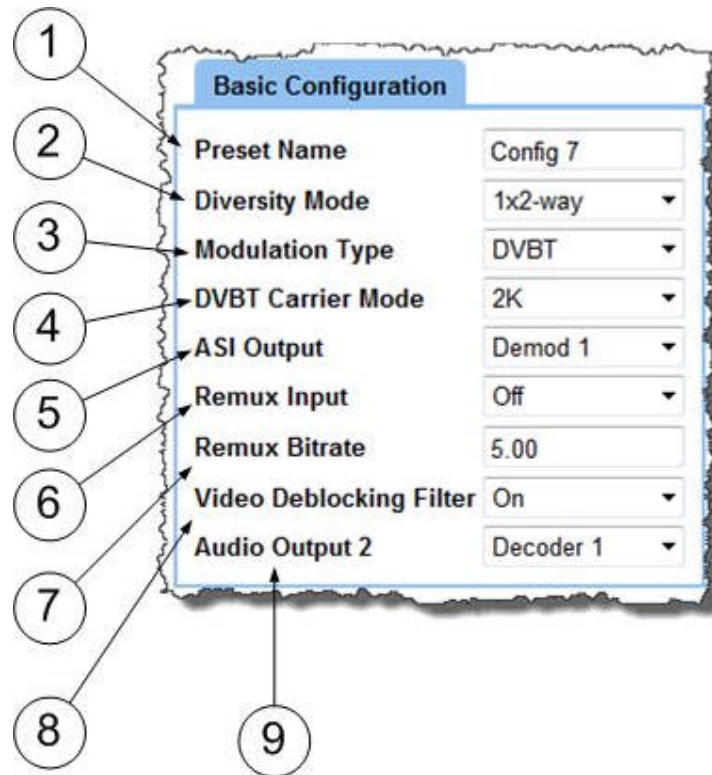 Basic Configuration
1 Preset Name Config 7
2 Diversity Mode 1x2-way
3 Modulation Type DVBT
4 DVBT Carrier Mode 2K
5 ASI Output Demod 1
6 Remux Input Off
7 Remux Bitrate 5.00
8 Video Deblocking Filter On
9 Audio Output 2 Decoder 1